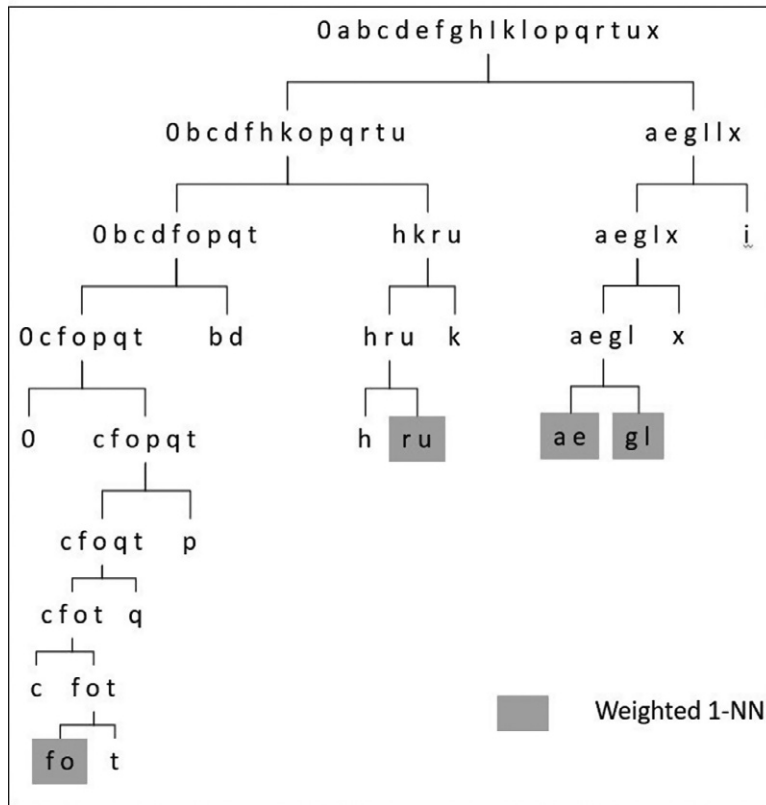 0 a b c d e f g h I k l o p q r t u x
0 b c d f h k o p q r t u
a e g I l x
0 b c d f o p q t
h k r u
a e g l x
i
0 c f o p q t
b d
h r u
k
a e g l
x
0
c f o p q t
h
r u
a e
g l
c f o q t
p
c f o t
q
c
f o t
Weighted 1-NN
f o
t